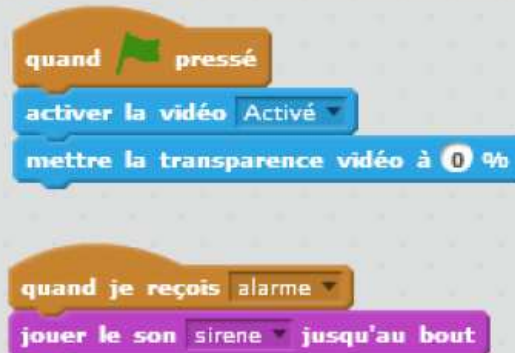 quand pressé
activer la vidéo Activé
mettre la transparence vidéo à 0 %
quand je reçois alarme
jouer le son sirene jusqu'au bout